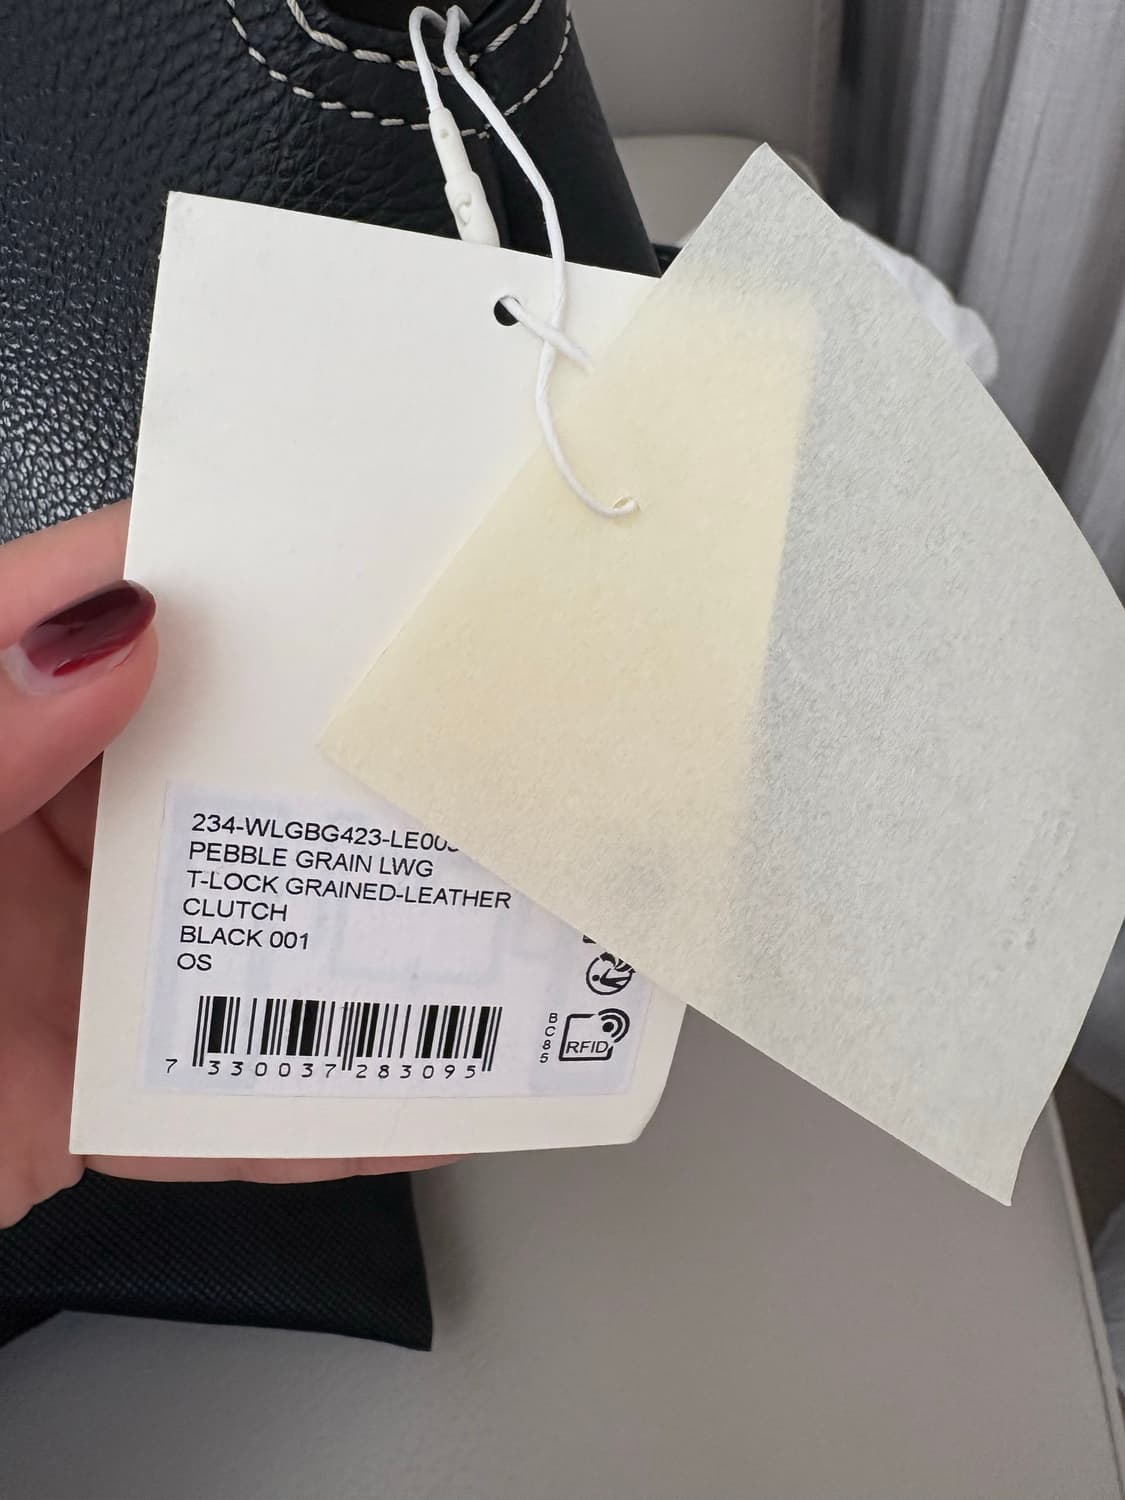 234-WLGBG423-LE00
PEBBLE GRAIN LWG
T-LOCK GRAINED-LEATHER
CLUTCH
BLACK 001
OS
BC85
RFID
7 330037 283095